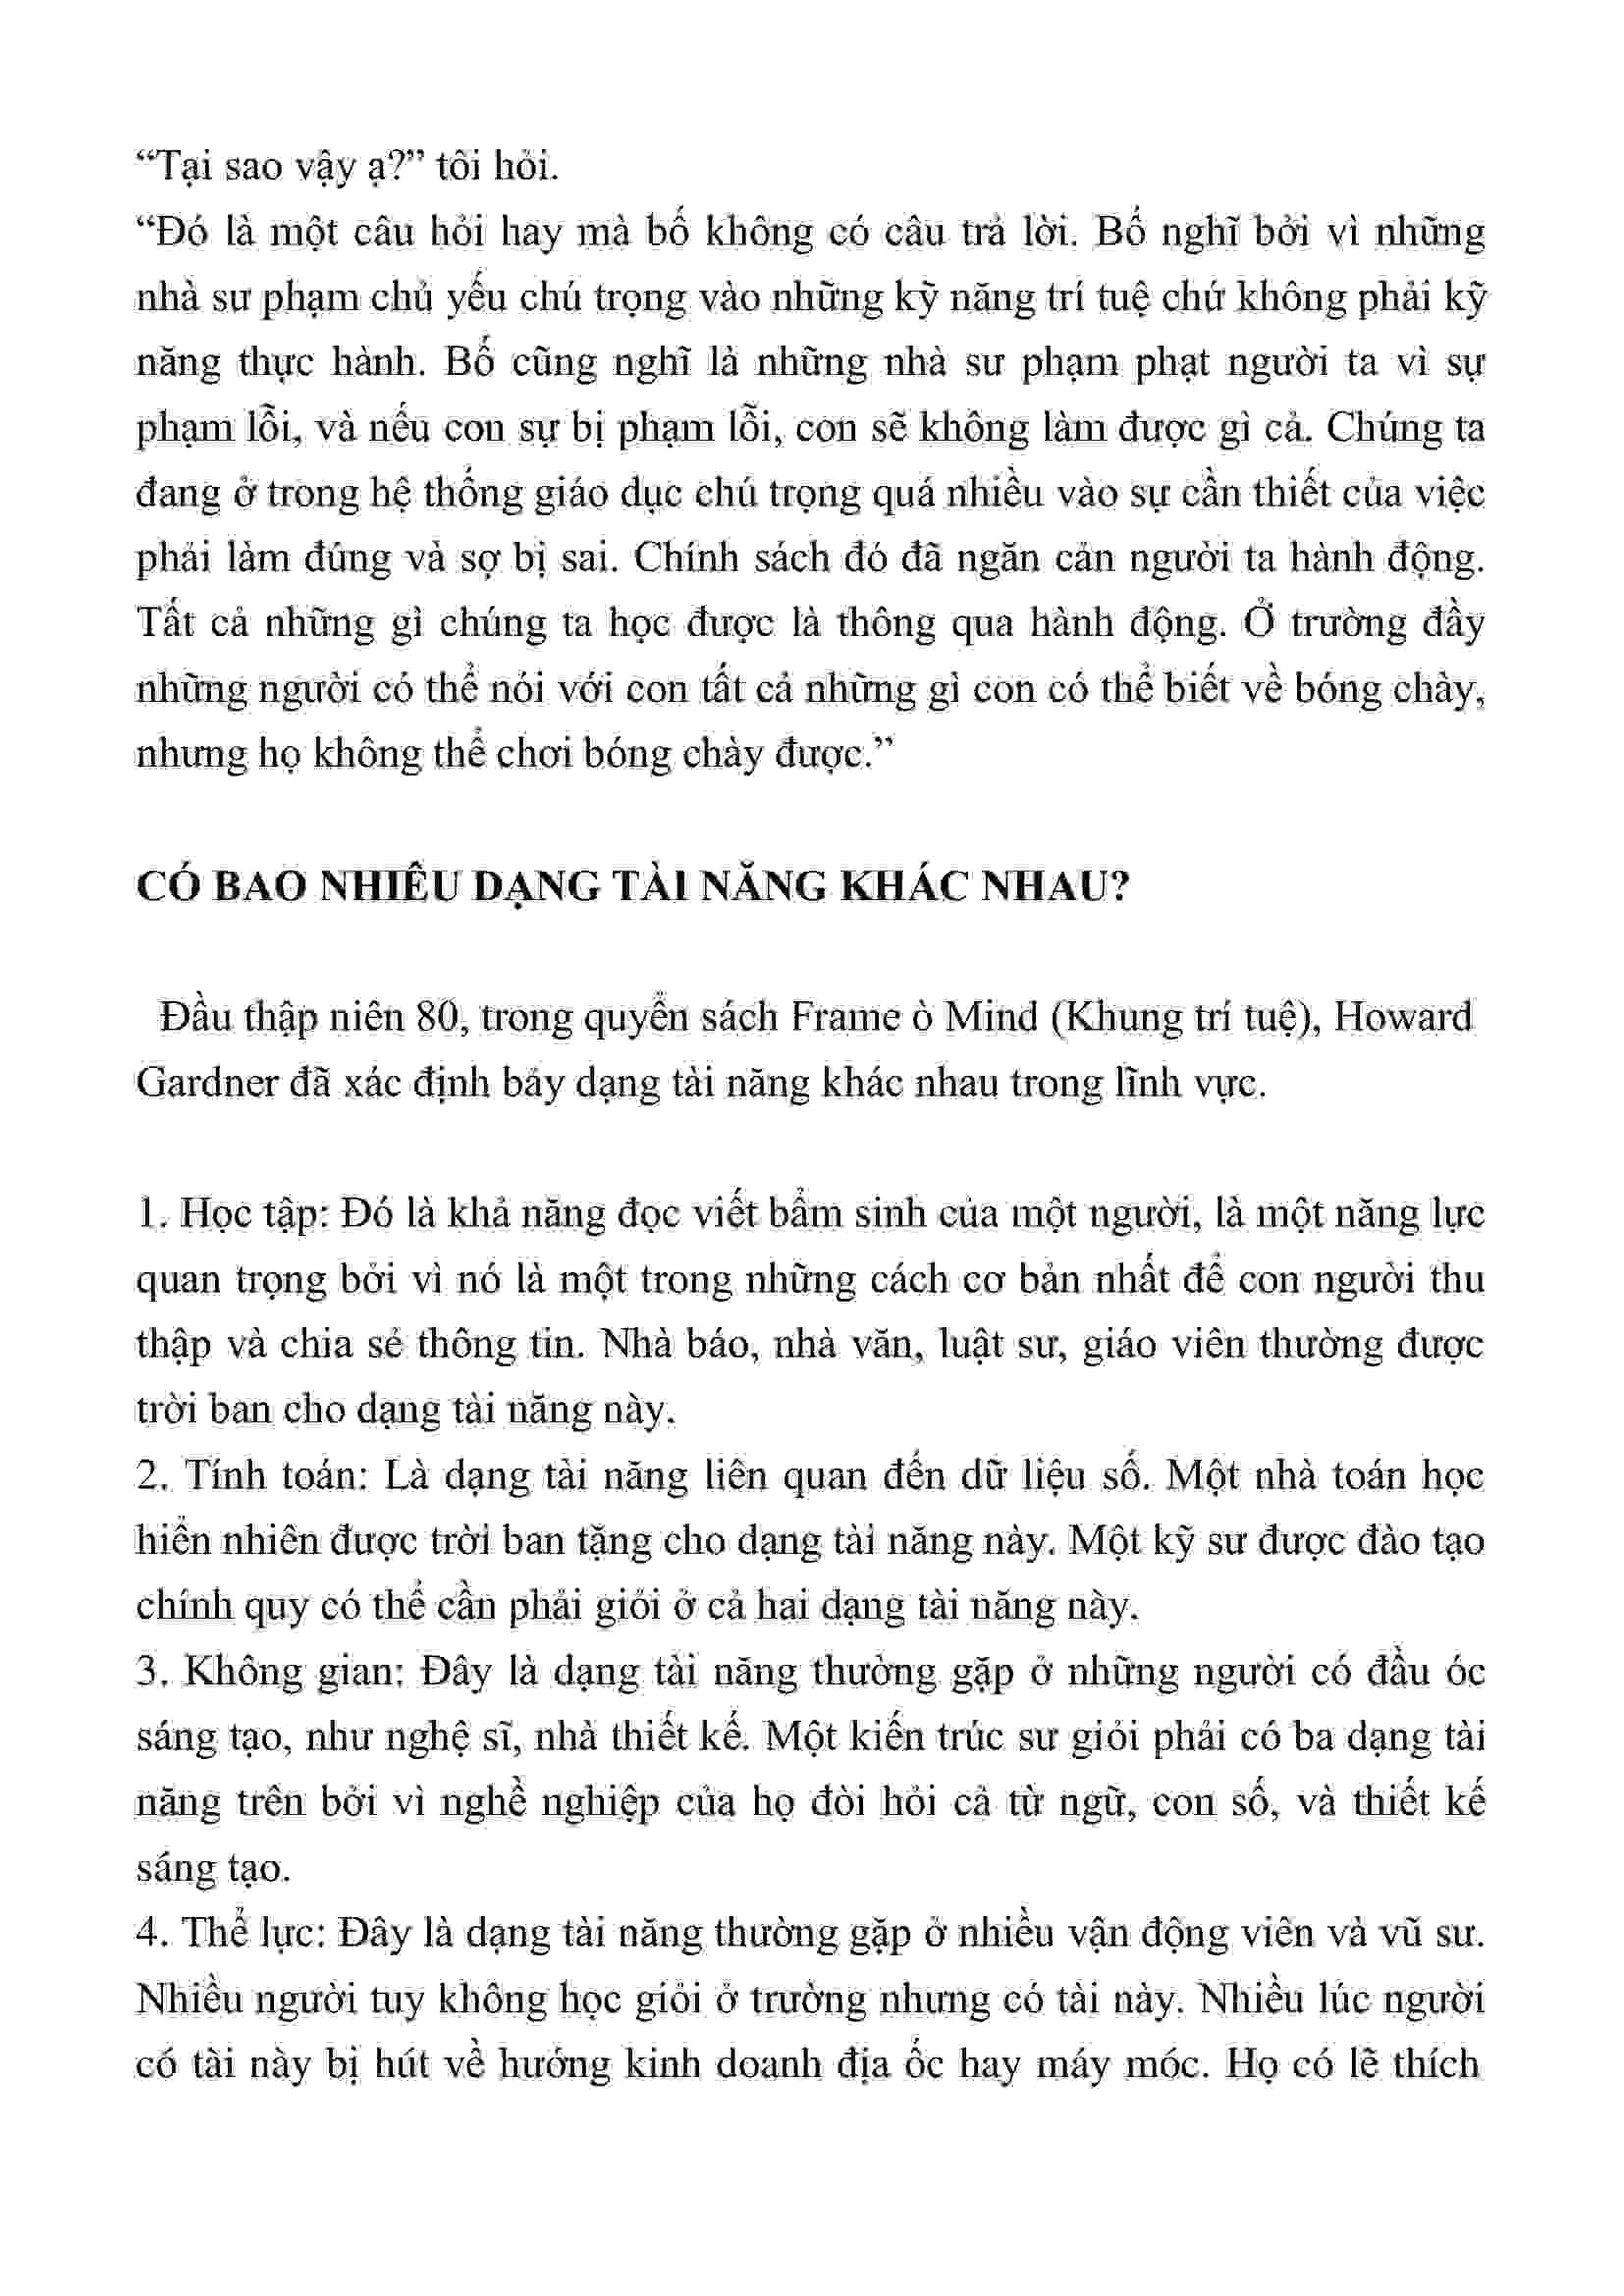 “Tại sao vậy ạ?” tôi hỏi.
“Đó là một câu hỏi hay mà bố không có câu trả lời. Bố nghĩ bởi vì những
nhà sư phạm chủ yếu chú trọng vào những kỹ năng trí tuệ chứ không phải kỹ
năng thực hành. Bố cũng nghĩ là những nhà sư phạm phạt người ta vì sự
phạm lỗi, và nếu con sự bị phạm lỗi, con sẽ không làm được gì cả. Chúng ta
đang ở trong hệ thống giáo dục chú trọng quá nhiều vào sự cần thiết của việc
phải làm đúng và sợ bị sai. Chính sách đó đã ngăn cản người ta hành động.
Tất cả những gì chúng ta học được là thông qua hành động. Ở trường đầy
những người có thể nói với con tất cả những gì con có thể biết về bóng chày,
nhưng họ không thể chơi bóng chày được.”
CÓ BAO NHIÊU DẠNG TÀI NĂNG KHÁC NHAU?
Đầu thập niên 80, trong quyển sách Frame ò Mind (Khung trí tuệ), Howard
Gardner đã xác định bảy dạng tài năng khác nhau trong lĩnh vực.
1. Học tập: Đó là khả năng đọc viết bẩm sinh của một người, là một năng lực
quan trọng bởi vì nó là một trong những cách cơ bản nhất để con người thu
thập và chia sẻ thông tin. Nhà báo, nhà văn, luật sư, giáo viên thường được
trời ban cho dạng tài năng này.
2. Tính toán: Là dạng tài năng liên quan đến dữ liệu số. Một nhà toán học
hiển nhiên được trời ban tặng cho dạng tài năng này. Một kỹ sư được đào tạo
chính quy có thể cần phải giỏi ở cả hai dạng tài năng này.
3. Không gian: Đây là dạng tài năng thường gặp ở những người có đầu óc
sáng tạo, như nghệ sĩ, nhà thiết kế. Một kiến trúc sư giỏi phải có ba dạng tài
năng trên bởi vì nghề nghiệp của họ đòi hỏi cả từ ngữ, con số, và thiết kế
sáng tạo.
4. Thể lực: Đây là dạng tài năng thường gặp ở nhiều vận động viên và vũ sư.
Nhiều người tuy không học giỏi ở trường nhưng có tài này. Nhiều lúc người
có tài này bị hút về hướng kinh doanh địa ốc hay máy móc. Họ có lẽ thích